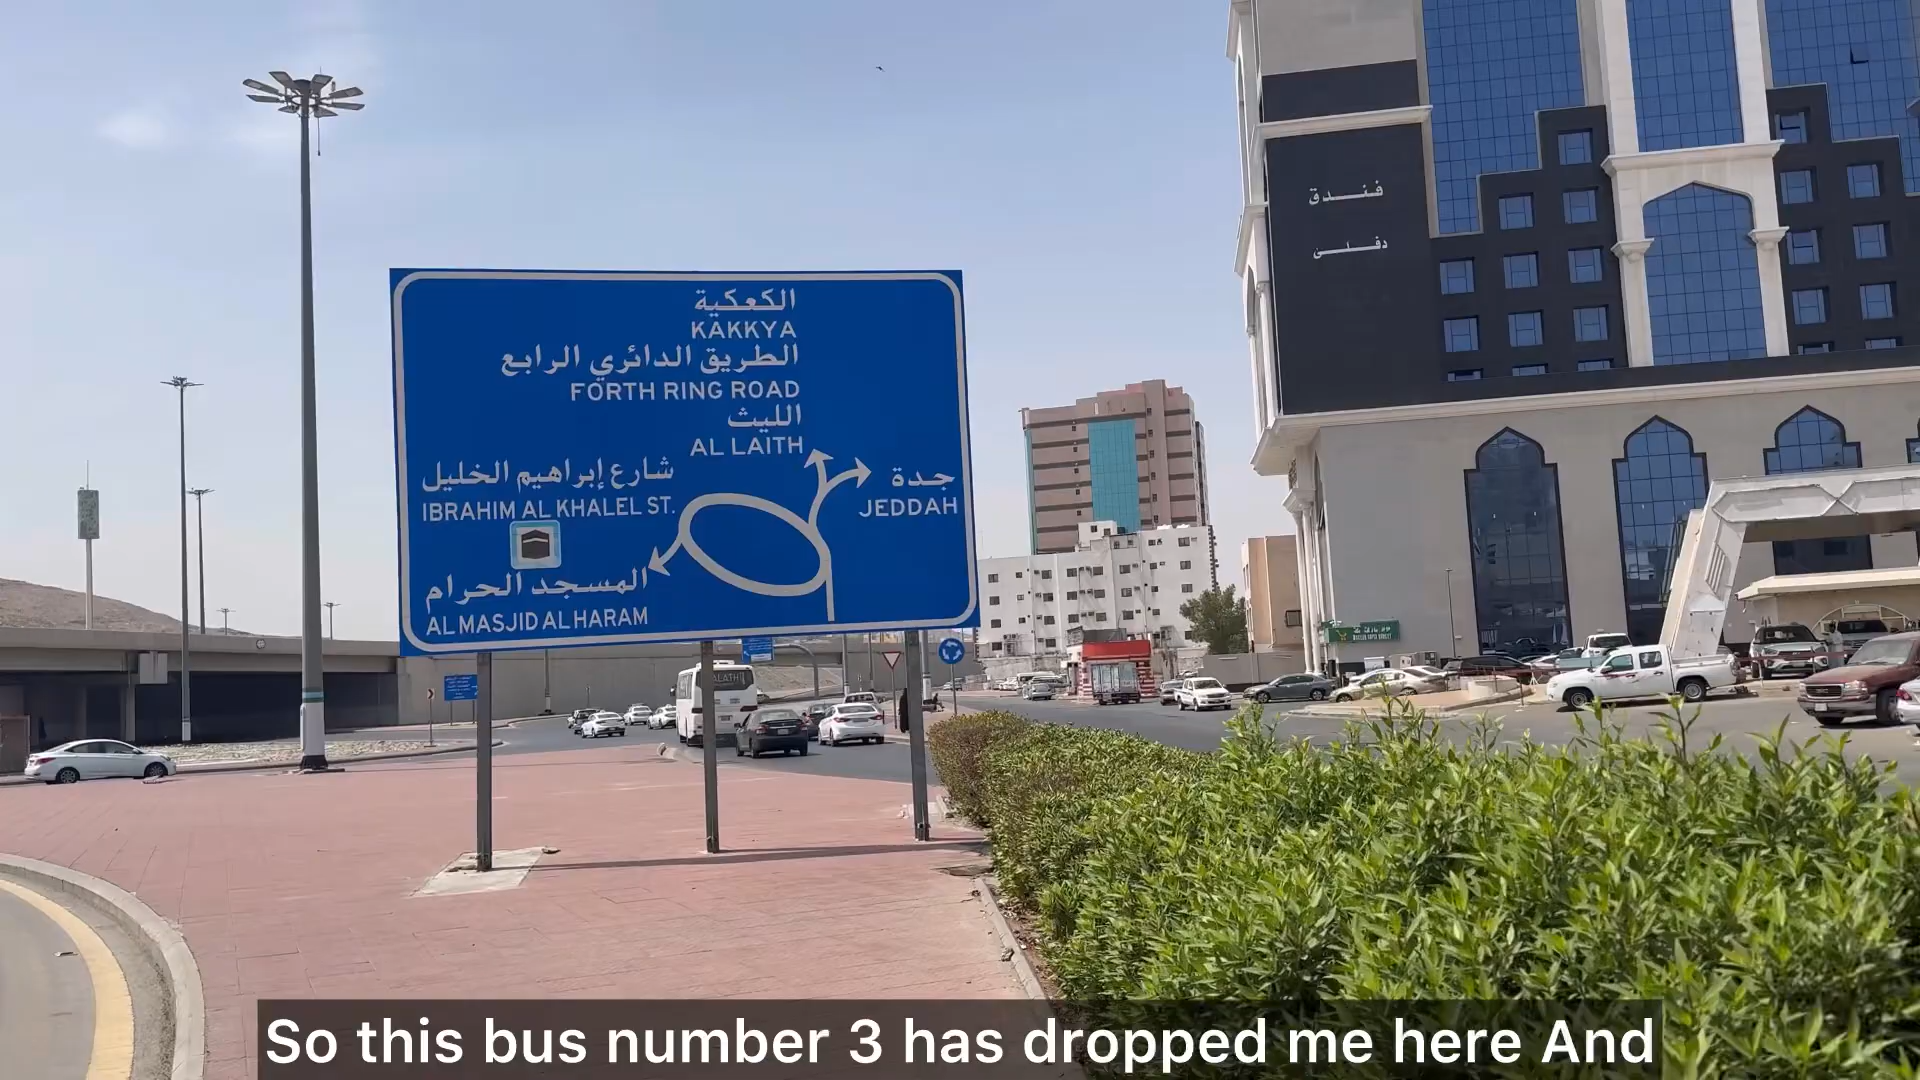 الكعكية
KAKKYA
الطريق الدائري الرابع
FORTH RING ROAD
الليث
AL LAITH
شارع إبراهيم الخليل
IBRAHIM AL KHALEL ST.
جدة
JEDDAH
المسجد الحرام
AL MASJID AL HARAM
فندق
دفلى
So this bus number 3 has dropped me here And